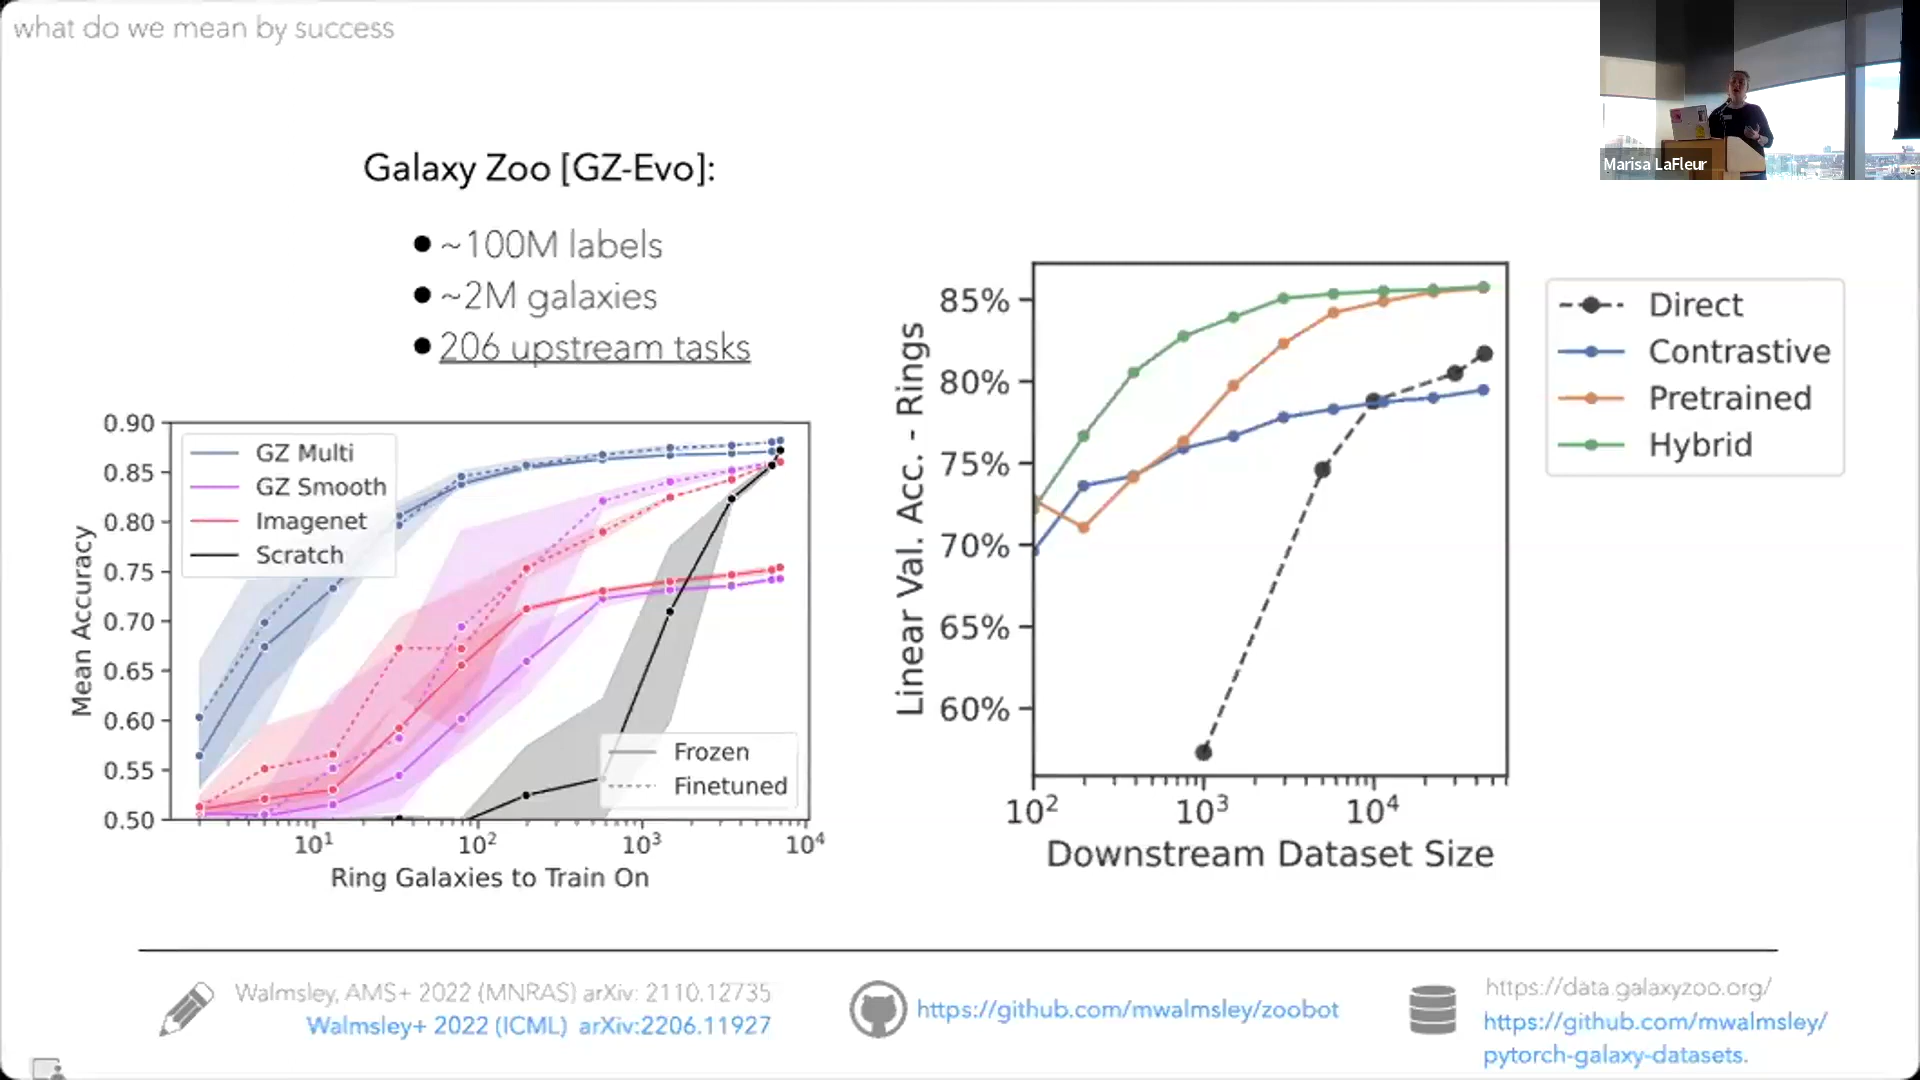 what do we mean by success
Marisa LaFleur
Galaxy Zoo [GZ-Evo]:
● ~100M labels
● ~2M galaxies
● 206 upstream tasks
0.90
0.85
0.80
0.75
0.70
0.65
0.60
0.55
0.50
Mean Accuracy
GZ Multi
GZ Smooth
Imagenet
Scratch
Frozen
Finetuned
10¹ 10² 10³ 10⁴
Ring Galaxies to Train On
85%
80%
75%
70%
65%
60%
Linear Val. Acc. - Rings
10² 10³ 10⁴
Downstream Dataset Size
Direct
Contrastive
Pretrained
Hybrid
Walmsley, AMS+ 2022 (MNRAS) arXiv: 2110.12735
Walmsley+ 2022 (ICML) arXiv:2206.11927
https://github.com/mwalmsley/zoobot
https://data.galaxyzoo.org/
https://github.com/mwalmsley/
pytorch-galaxy-datasets.